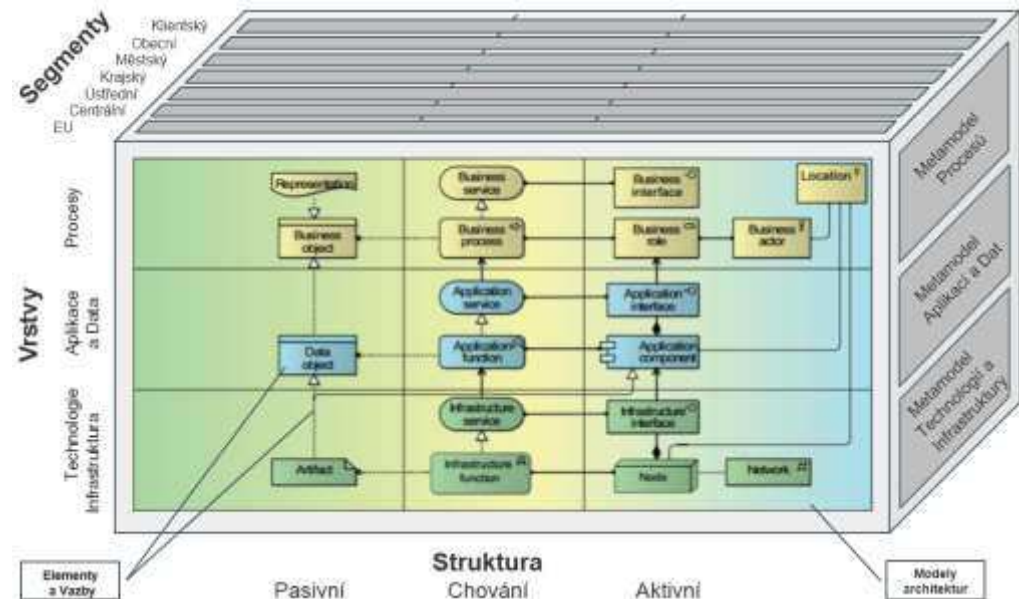 Segmenty
Klientský
Obecní
Městský
Krajský
Ústřední
Centrální
EU
Vrstvy
Procesy
Representation
Business
service
Business
interface
Location
Business
object
Business
process
Business
role
Business
actor
Metamodel
Procesů
Aplikace
a Data
Application
service
Application
interface
Data
object
Application
function
Application
component
Metamodel
Aplikací a Dat
Technologie
Infrastruktura
Infrastructure
service
Infrastructure
interface
Artifact
Infrastructure
function
Node
Network
Metamodel
Technologií a
Infrastruktury
Elementy
a Vazby
Struktura
Pasivní
Chování
Aktivní
Modely
architektur